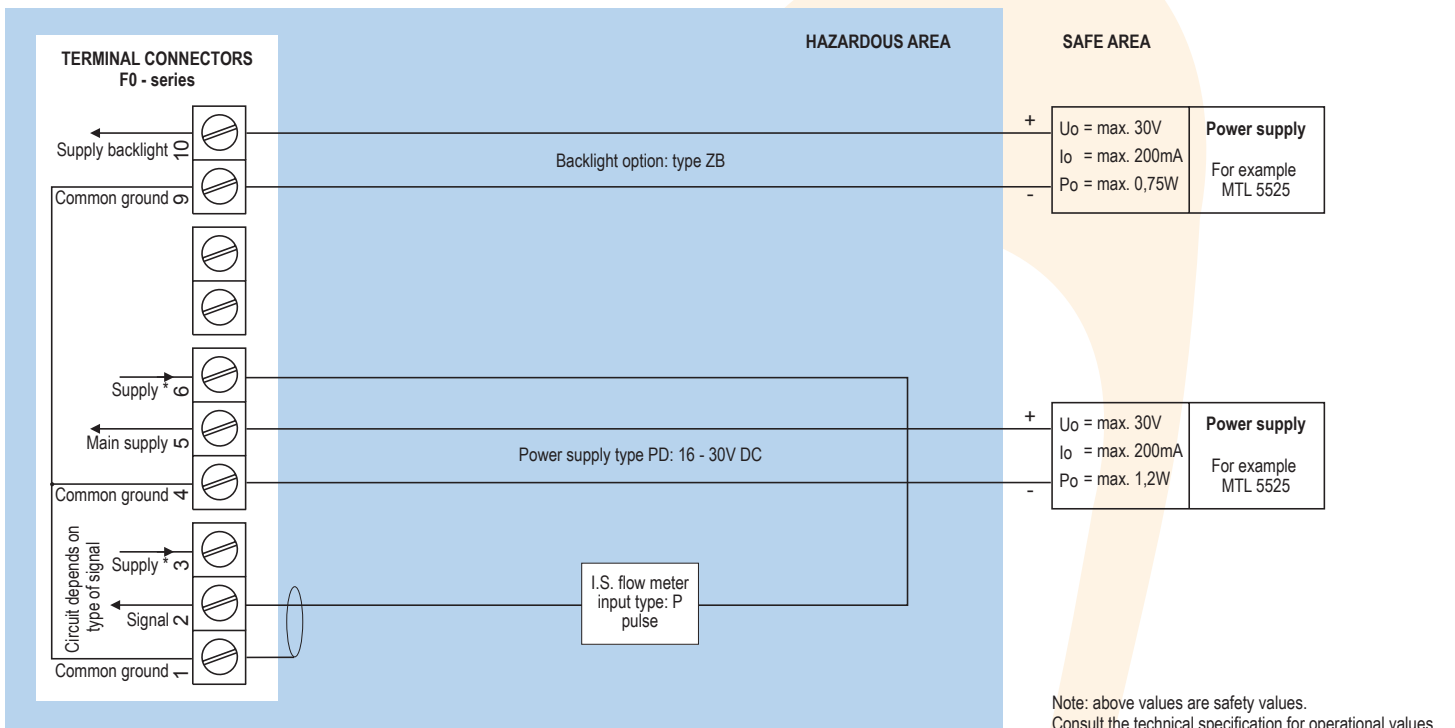 HAZARDOUS AREA
SAFE AREA
TERMINAL CONNECTORS
F0 - series
Supply backlight 10
Common ground 9
Backlight option: type ZB
+
-
Uo = max. 30V
Io = max. 200mA
Po = max. 0,75W
Power supply
For example
MTL 5525
Supply * 6
Main supply 5
Common ground 4
Power supply type PD: 16 - 30V DC
+
-
Uo = max. 30V
Io = max. 200mA
Po = max. 1,2W
Power supply
For example
MTL 5525
Circuit depends on
type of signal
Supply * 3
Signal 2
Common ground 1
I.S. flow meter
input type: P
pulse
Note: above values are safety values.
Consult the technical specification for operational values